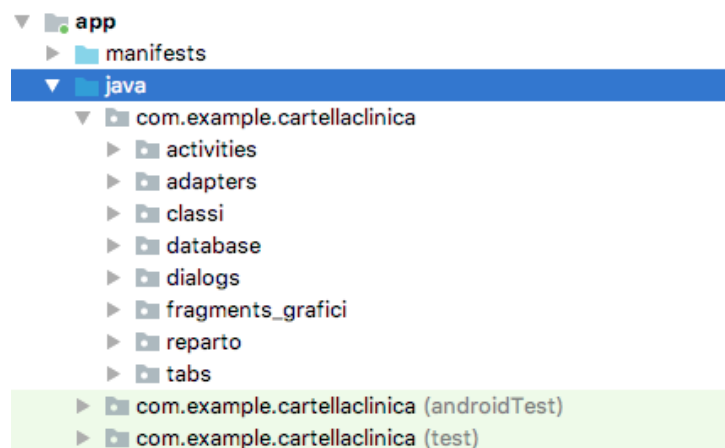 app
manifests
java
com.example.cartellaclinica
activities
adapters
classi
database
dialogs
fragments_grafici
reparto
tabs
com.example.cartellaclinica (androidTest)
com.example.cartellaclinica (test)